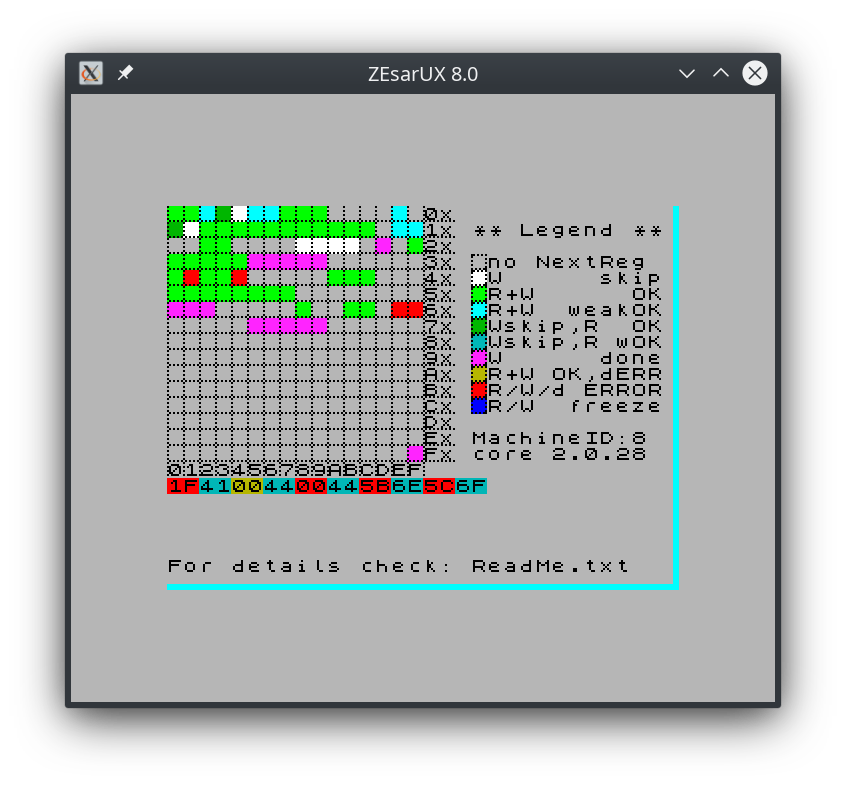 ZEsarUX 8.0
0x.
1x. ** Legend **
2x.
3x. no NextReg
4x. W skip
5x. R+W OK
6x. R+W weakOK
7x. Wskip,R OK
8x. Wskip,R wOK
9x. W done
Ax. R+W OK,dERR
Bx. R/W/d ERROR
Cx. R/W freeze
Dx.
Ex. MachineID:8
Fx. core 2.0.28
0123456789ABCDEF
1F41004400445B6E5C6F
For details check: ReadMe.txt